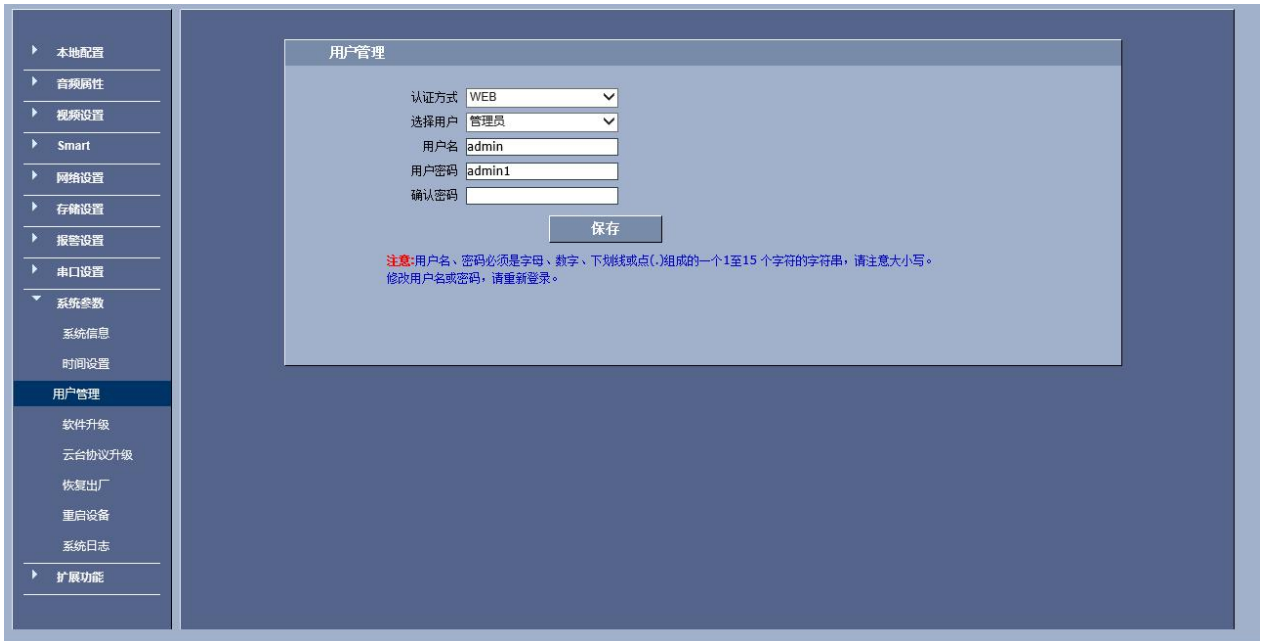 本地配置
音频属性
视频设置
Smart
网络设置
存储设置
报警设置
串口设置
系统参数
系统信息
时间设置
用户管理
软件升级
云台协议升级
恢复出厂
重启设备
系统日志
扩展功能
用户管理
认证方式 WEB
选择用户 管理员
用户名 admin
用户密码 admin1
确认密码
保存
注意:用户名、密码必须是字母、数字、下划线或点(.)组成的一个1至15 个字符的字符串，请注意大小写。
修改用户名或密码，请重新登录。